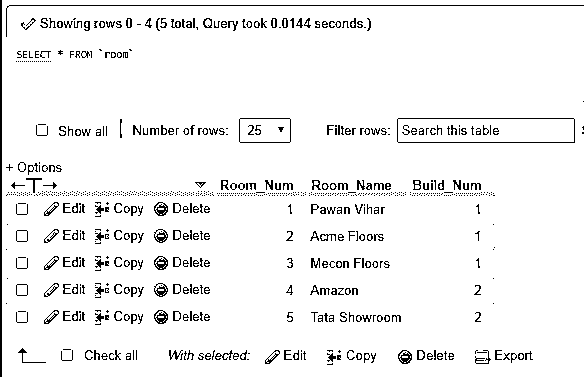 Showing rows 0 - 4 (5 total, Query took 0.0144 seconds.)
SELECT * FROM `room`
Show all | Number of rows: 25 Filter rows: Search this table
+ Options
←T→ Room_Num Room_Name Build_Num
Edit Copy Delete 1 Pawan Vihar 1
Edit Copy Delete 2 Acme Floors 1
Edit Copy Delete 3 Mecon Floors 1
Edit Copy Delete 4 Amazon 2
Edit Copy Delete 5 Tata Showroom 2
Check all With selected: Edit Copy Delete Export